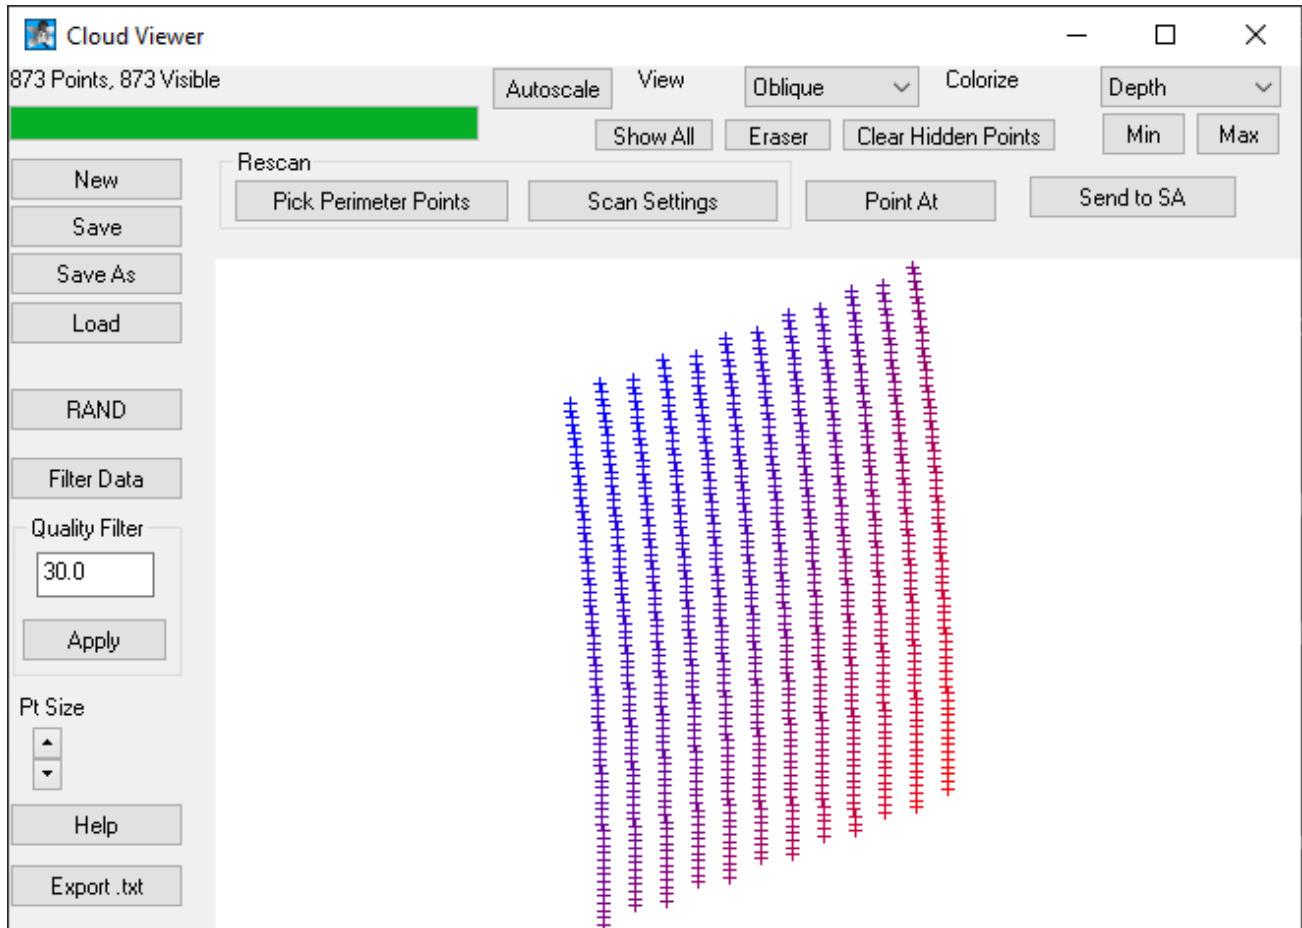 Cloud Viewer
873 Points, 873 Visible
Autoscale
View
Oblique
Colorize
Depth
Show All
Eraser
Clear Hidden Points
Min
Max
Rescan
Pick Perimeter Points
Scan Settings
Point At
Send to SA
New
Save
Save As
Load
RAND
Filter Data
Quality Filter
30.0
Apply
Pt Size
Help
Export .txt